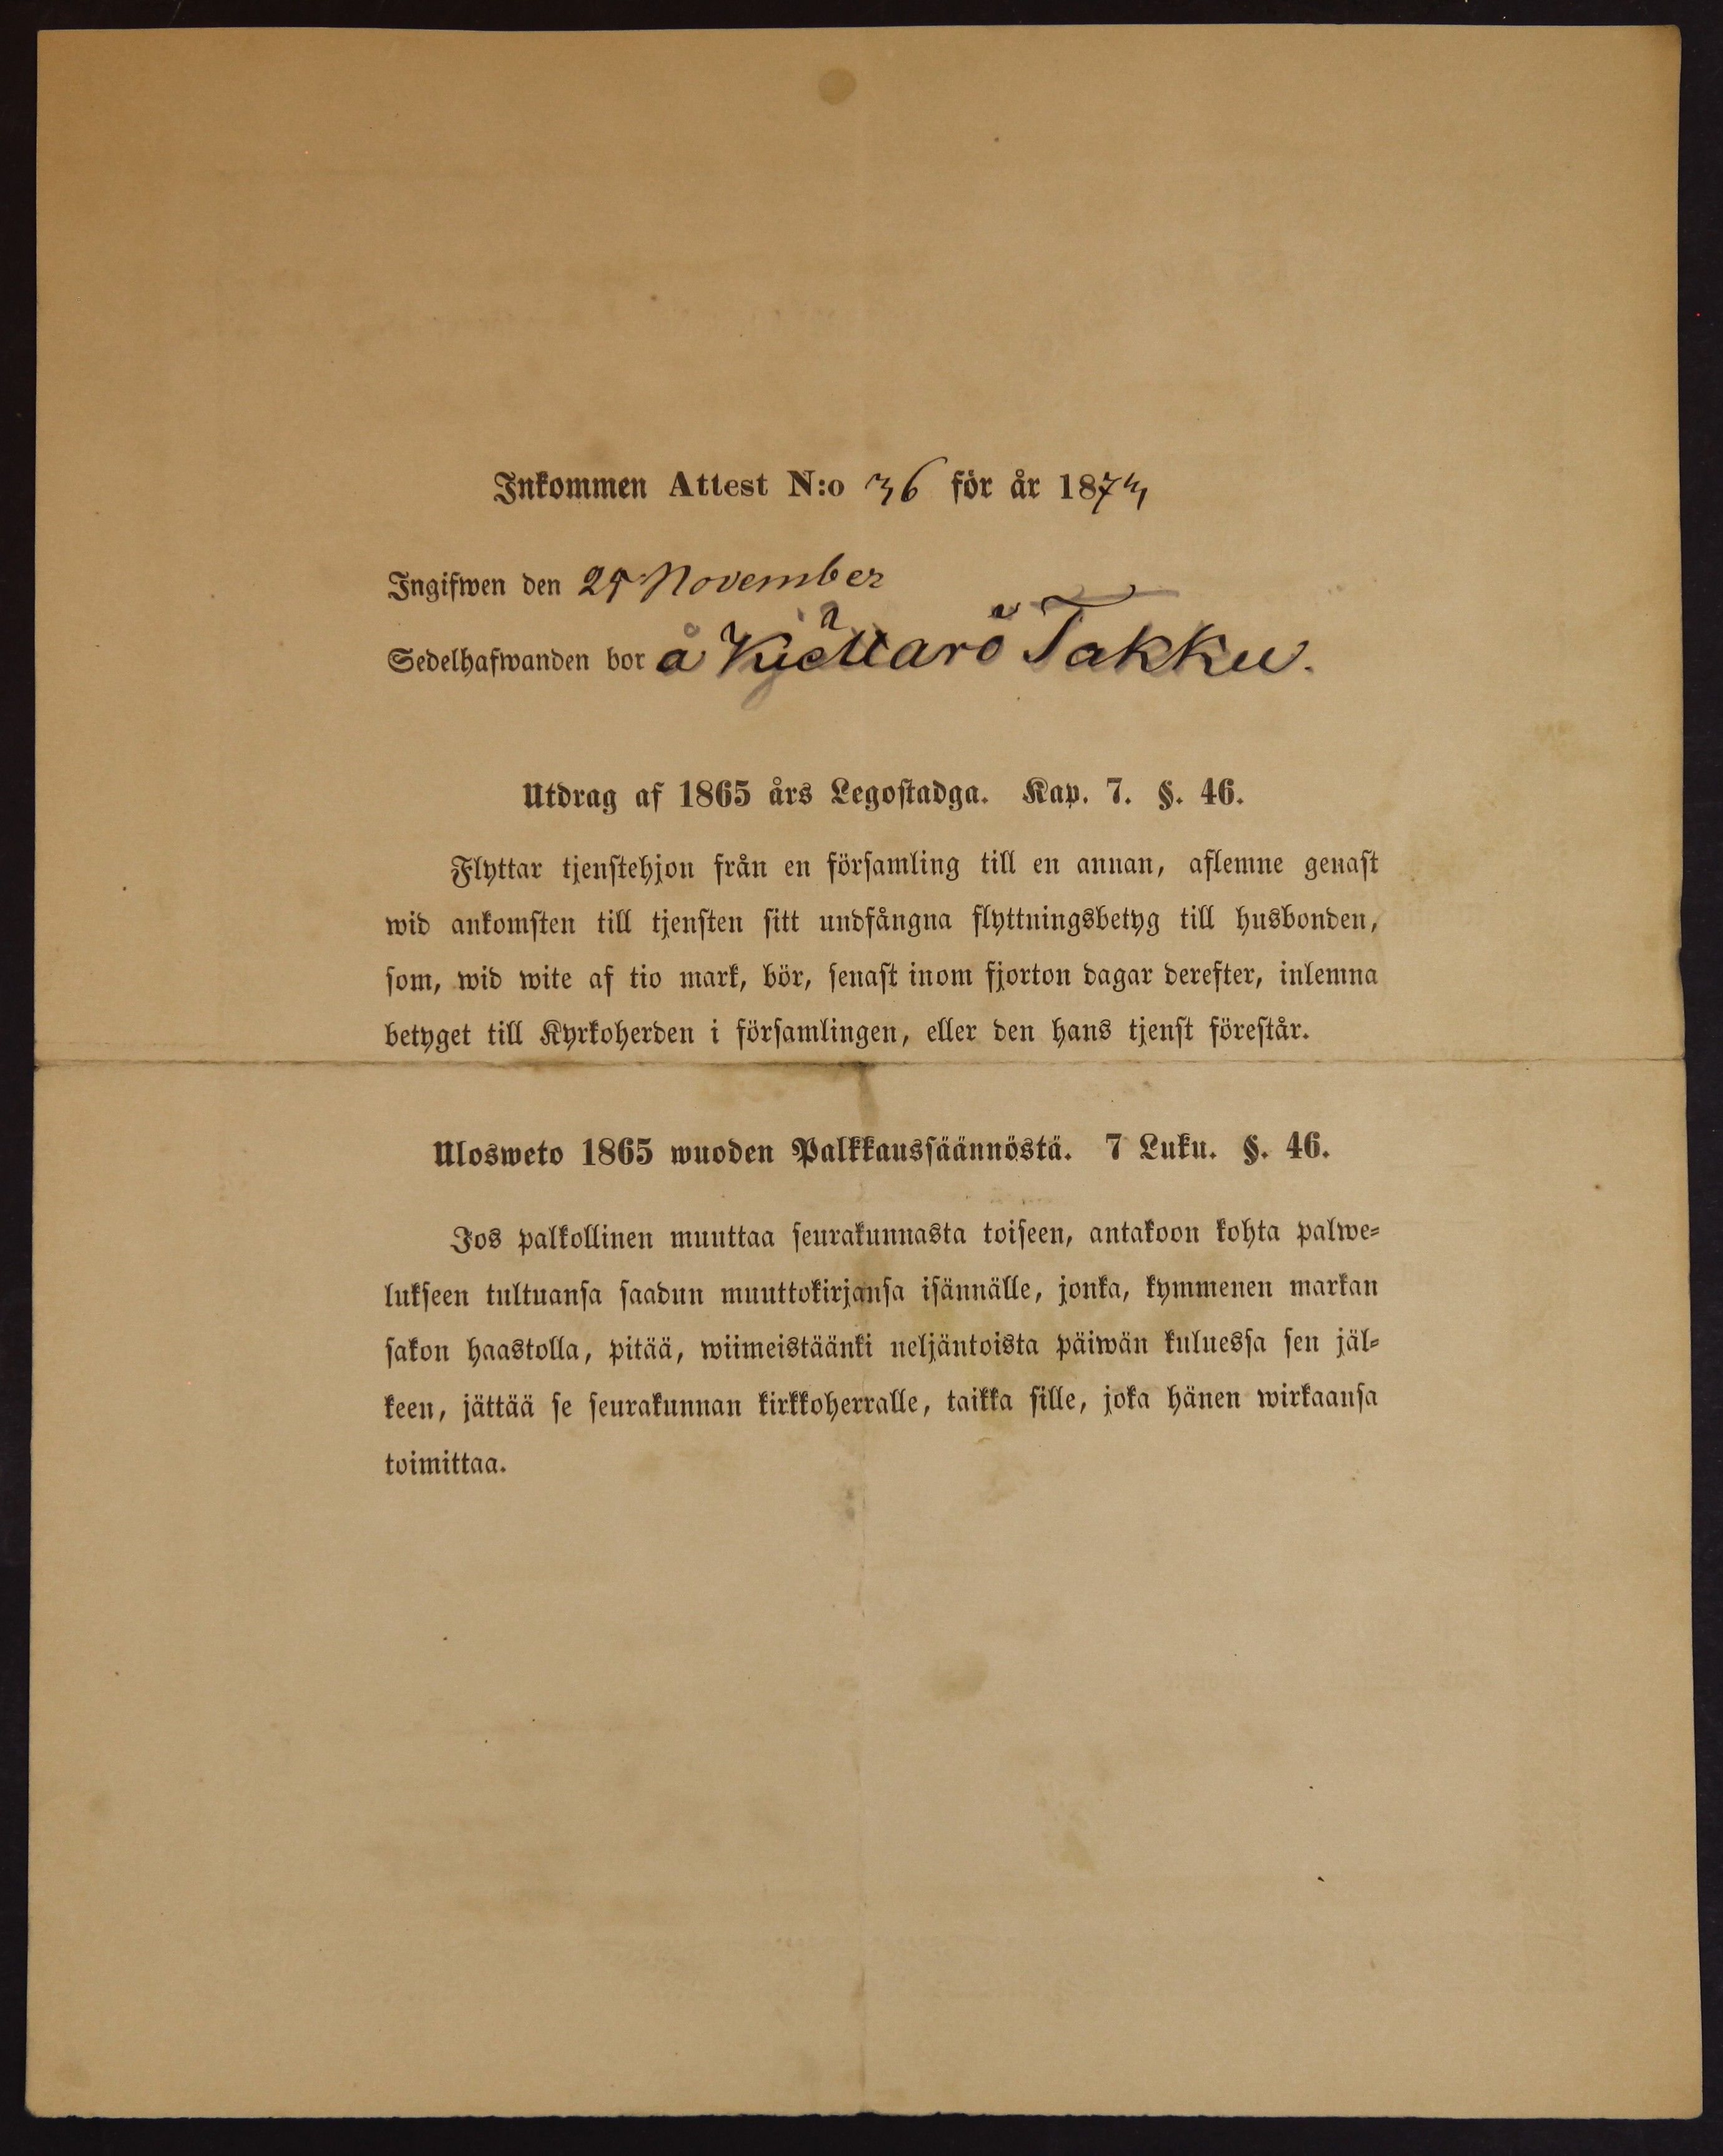 Inkommen Attest N:o 36 för år 1874
Ingifwen den November
Sedelhafwanden bor å Takku.
Utdrag af 1865 års Legostadga. Kap. 7. §. 46.
Flyttar tjenstehjon från en församling till en annan, aflemne genast
wid ankomsten till tjensten sitt undfångna flyttningsbetyg till husbonden,
som, wid wite af tio mark, bör, senast inom fjorton dagar derefter, inlemna
betyget till Kyrkoherden i församlingen, eller den hans tjenst förestår.
Ulosweto 1865 wuoden Palkkaussäännöstä. 7 Luku. §. 46.
Jos palkollinen muuttaa seurakunnasta toiseen, antakoon kohta palwe-
lukseen tultuansa saadun muuttokirjansa isännälle, jonka, kymmenen markan
sakon haastolla, pitää, wiimeistäänki neljäntoista päiwän kuluessa sen jäl-
keen, jättää se seurakunnan kirkkoherralle, taikka sille, joka hänen wirkaansa
toimittaa.